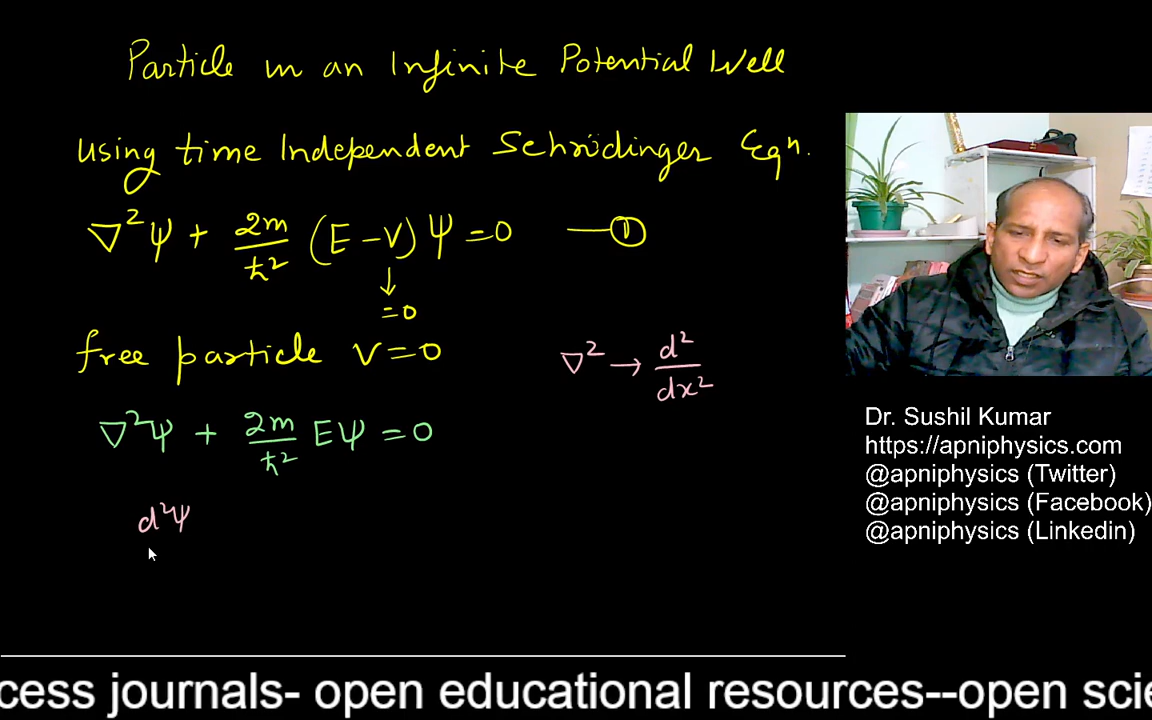 Particle in an Infinite Potential Well
using time Independent Schrödinger Eqⁿ.
∇²Ψ + 2m/ħ² (E - V) Ψ = 0 —①
↓
= 0
free particle V = 0
∇² → d²/dx²
∇²Ψ + 2m/ħ² EΨ = 0
d²Ψ
Dr. Sushil Kumar
https://apniphysics.com
@apniphysics (Twitter)
@apniphysics (Facebook)
@apniphysics (Linkedin)
cess journals- open educational resources--open scie